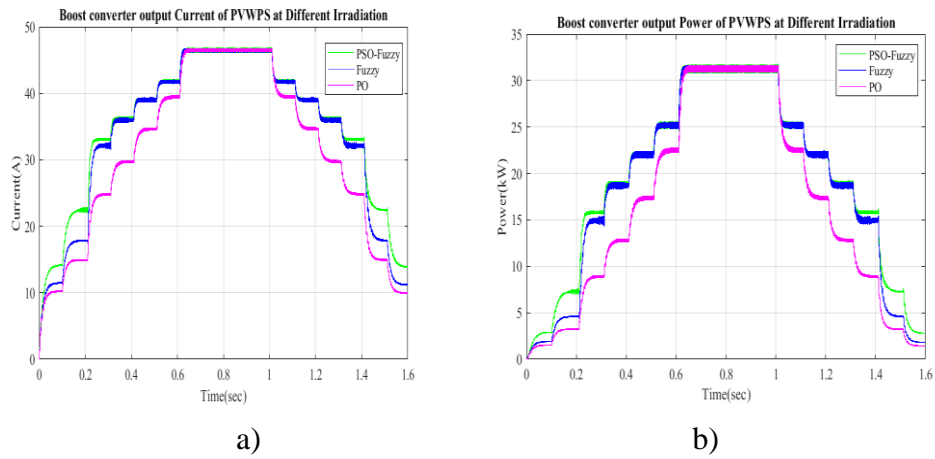 Boost converter output Current of PVWPS at Different Irradiation
50
40
30
20
10
0
Current(A)
PSO-Fuzzy
Fuzzy
PO
0 0.2 0.4 0.6 0.8 1 1.2 1.4 1.6
Time(sec)
a)
Boost converter output Power of PVWPS at Different Irradiation
35
30
25
20
15
10
5
0
Power(kW)
PSO-Fuzzy
Fuzzy
PO
0 0.2 0.4 0.6 0.8 1 1.2 1.4 1.6
Time(sec)
b)